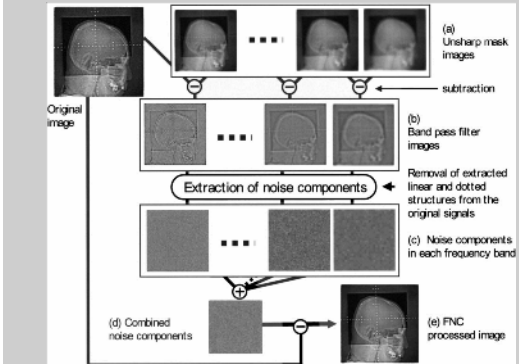 (a)
Unsharp mask
images
Original
image
subtraction
(b)
Band pass filter
images
Extraction of noise components
Removal of extracted
linear and dotted
structures from the
original signals
(c) Noise components
in each frequency band
(d) Combined
noise components
(e) FNC
processed image